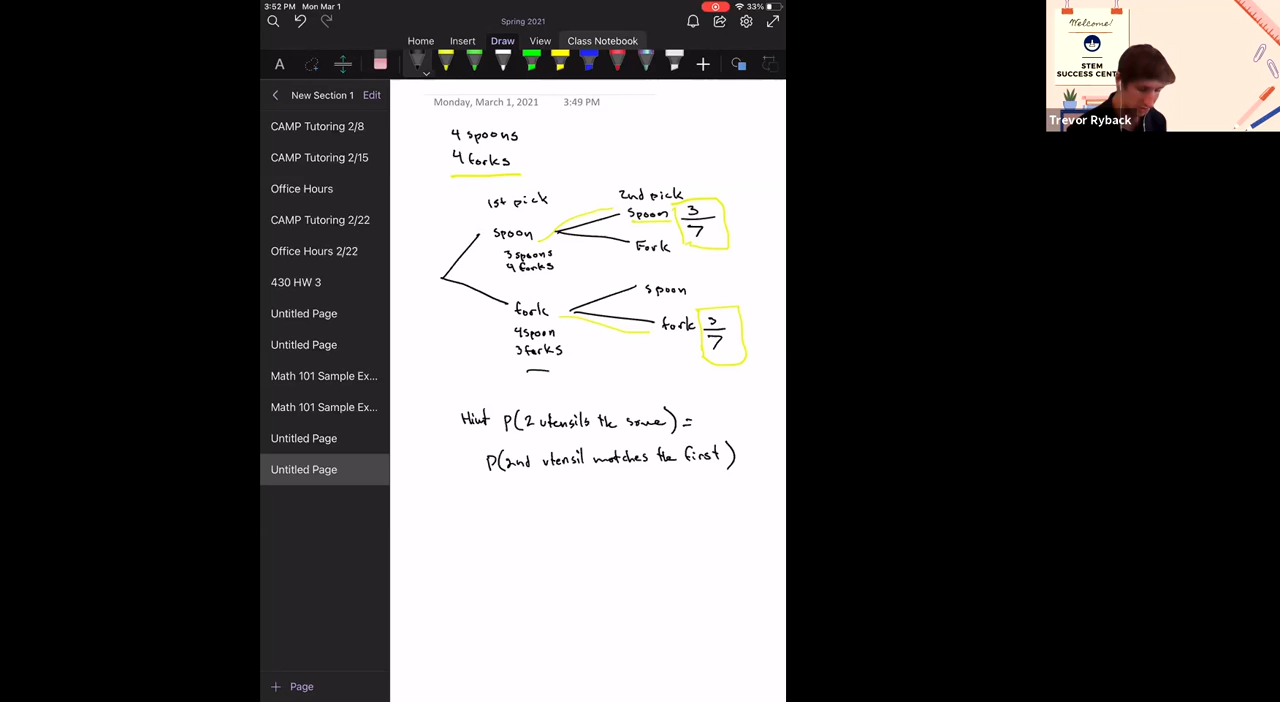 3:52 PM Mon Mar 1
33%
Spring 2021
Home Insert Draw View Class Notebook
New Section 1 Edit
CAMP Tutoring 2/8
CAMP Tutoring 2/15
Office Hours
CAMP Tutoring 2/22
Office Hours 2/22
430 HW 3
Untitled Page
Untitled Page
Math 101 Sample Ex...
Math 101 Sample Ex...
Untitled Page
Untitled Page
+ Page
Monday, March 1, 2021 3:49 PM
4 spoons
4 forks
1st pick
2nd pick
spoon
3 spoons
4 forks
spoon 3/7
Fork
fork
4 spoon
3 forks
spoon
fork 3/7
Hint P(2 utensils the same) =
P(2nd utensil matches the first)
Welcome!
STEM
SUCCESS CENT
Trevor Ryback